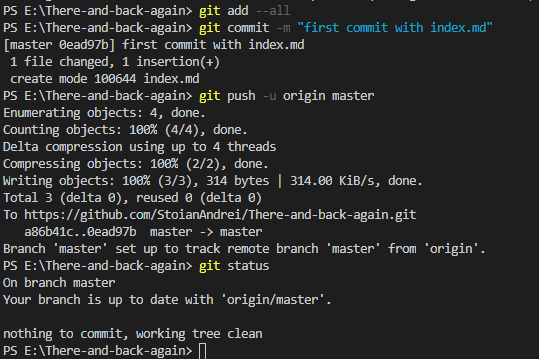 PS E:\There-and-back-again> git add --all
PS E:\There-and-back-again> git commit -m "first commit with index.md"
[master 0ead97b] first commit with index.md
 1 file changed, 1 insertion(+)
 create mode 100644 index.md
PS E:\There-and-back-again> git push -u origin master
Enumerating objects: 4, done.
Counting objects: 100% (4/4), done.
Delta compression using up to 4 threads
Compressing objects: 100% (2/2), done.
Writing objects: 100% (3/3), 314 bytes | 314.00 KiB/s, done.
Total 3 (delta 0), reused 0 (delta 0)
To https://github.com/StoianAndrei/There-and-back-again.git
   a86b41c..0ead97b  master -> master
Branch 'master' set up to track remote branch 'master' from 'origin'.
PS E:\There-and-back-again> git status
On branch master
Your branch is up to date with 'origin/master'.

nothing to commit, working tree clean
PS E:\There-and-back-again>